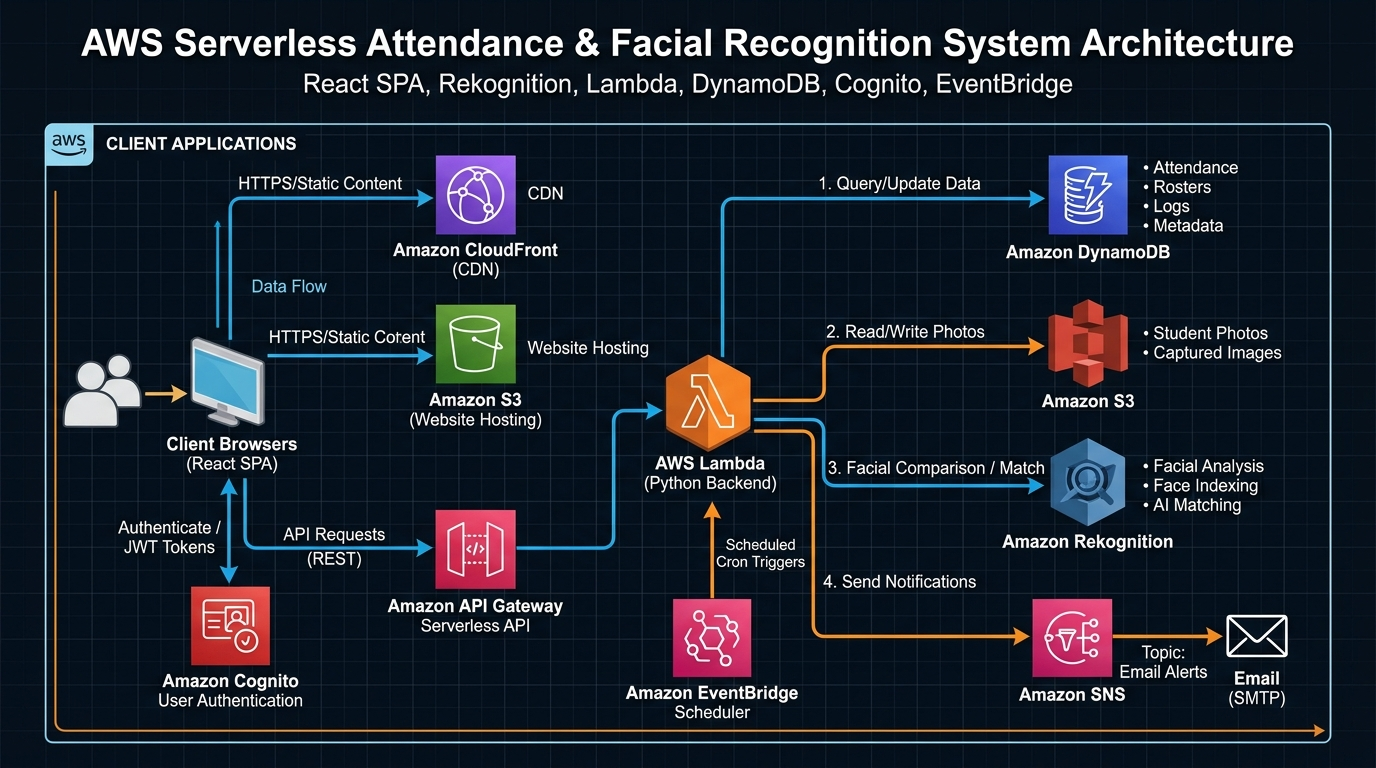 AWS Serverless Attendance & Facial Recognition System Architecture
React SPA, Rekognition, Lambda, DynamoDB, Cognito, EventBridge
aws
CLIENT APPLICATIONS
HTTPS/Static Content
CDN
Amazon CloudFront
(CDN)
Data Flow
HTTPS/Static Content
Website Hosting
Amazon S3
(Website Hosting)
Client Browsers
(React SPA)
Authenticate /
JWT Tokens
API Requests
(REST)
Amazon Cognito
User Authentication
</>
Amazon API Gateway
Serverless API
AWS Lambda
(Python Backend)
Scheduled
Cron Triggers
Amazon EventBridge
Scheduler
1. Query/Update Data
• Attendance
• Rosters
• Logs
• Metadata
Amazon DynamoDB
2. Read/Write Photos
• Student Photos
• Captured Images
Amazon S3
3. Facial Comparison / Match
• Facial Analysis
• Face Indexing
• AI Matching
Amazon Rekognition
4. Send Notifications
Amazon SNS
Topic:
Email Alerts
Email
(SMTP)